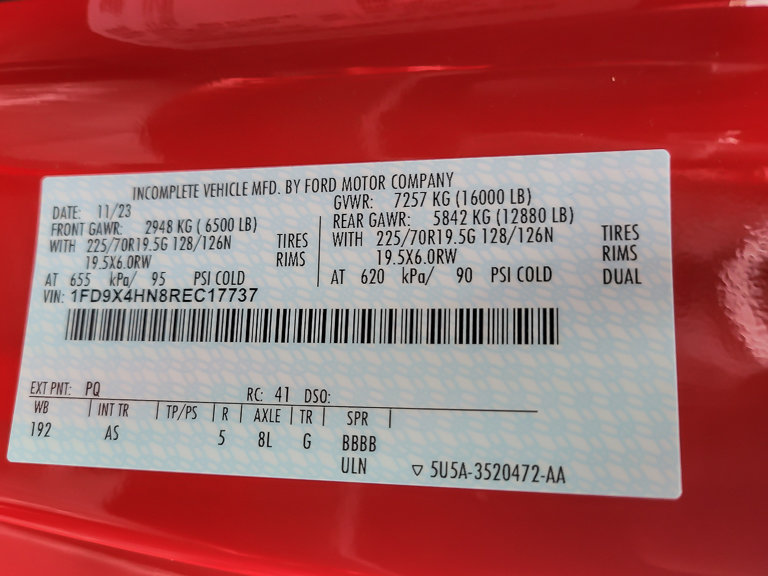 INCOMPLETE VEHICLE MFD. BY FORD MOTOR COMPANY
DATE: 11/23 GVWR: 7257 KG (16000 LB)
FRONT GAWR: 2948 KG ( 6500 LB) REAR GAWR: 5842 KG (12880 LB)
WITH 225/70R19.5G 128/126N TIRES WITH 225/70R19.5G 128/126N TIRES
19.5X6.0RW RIMS 19.5X6.0RW RIMS
AT 655 kPa/ 95 PSI COLD AT 620 kPa/ 90 PSI COLD DUAL
VIN: 1FD9X4HN8REC17737
EXT PNT: PQ RC: 41 DSO:
WB INT TR TP/PS R AXLE TR SPR
192 AS 5 8L G BBBB
ULN ▽ 5U5A-3520472-AA